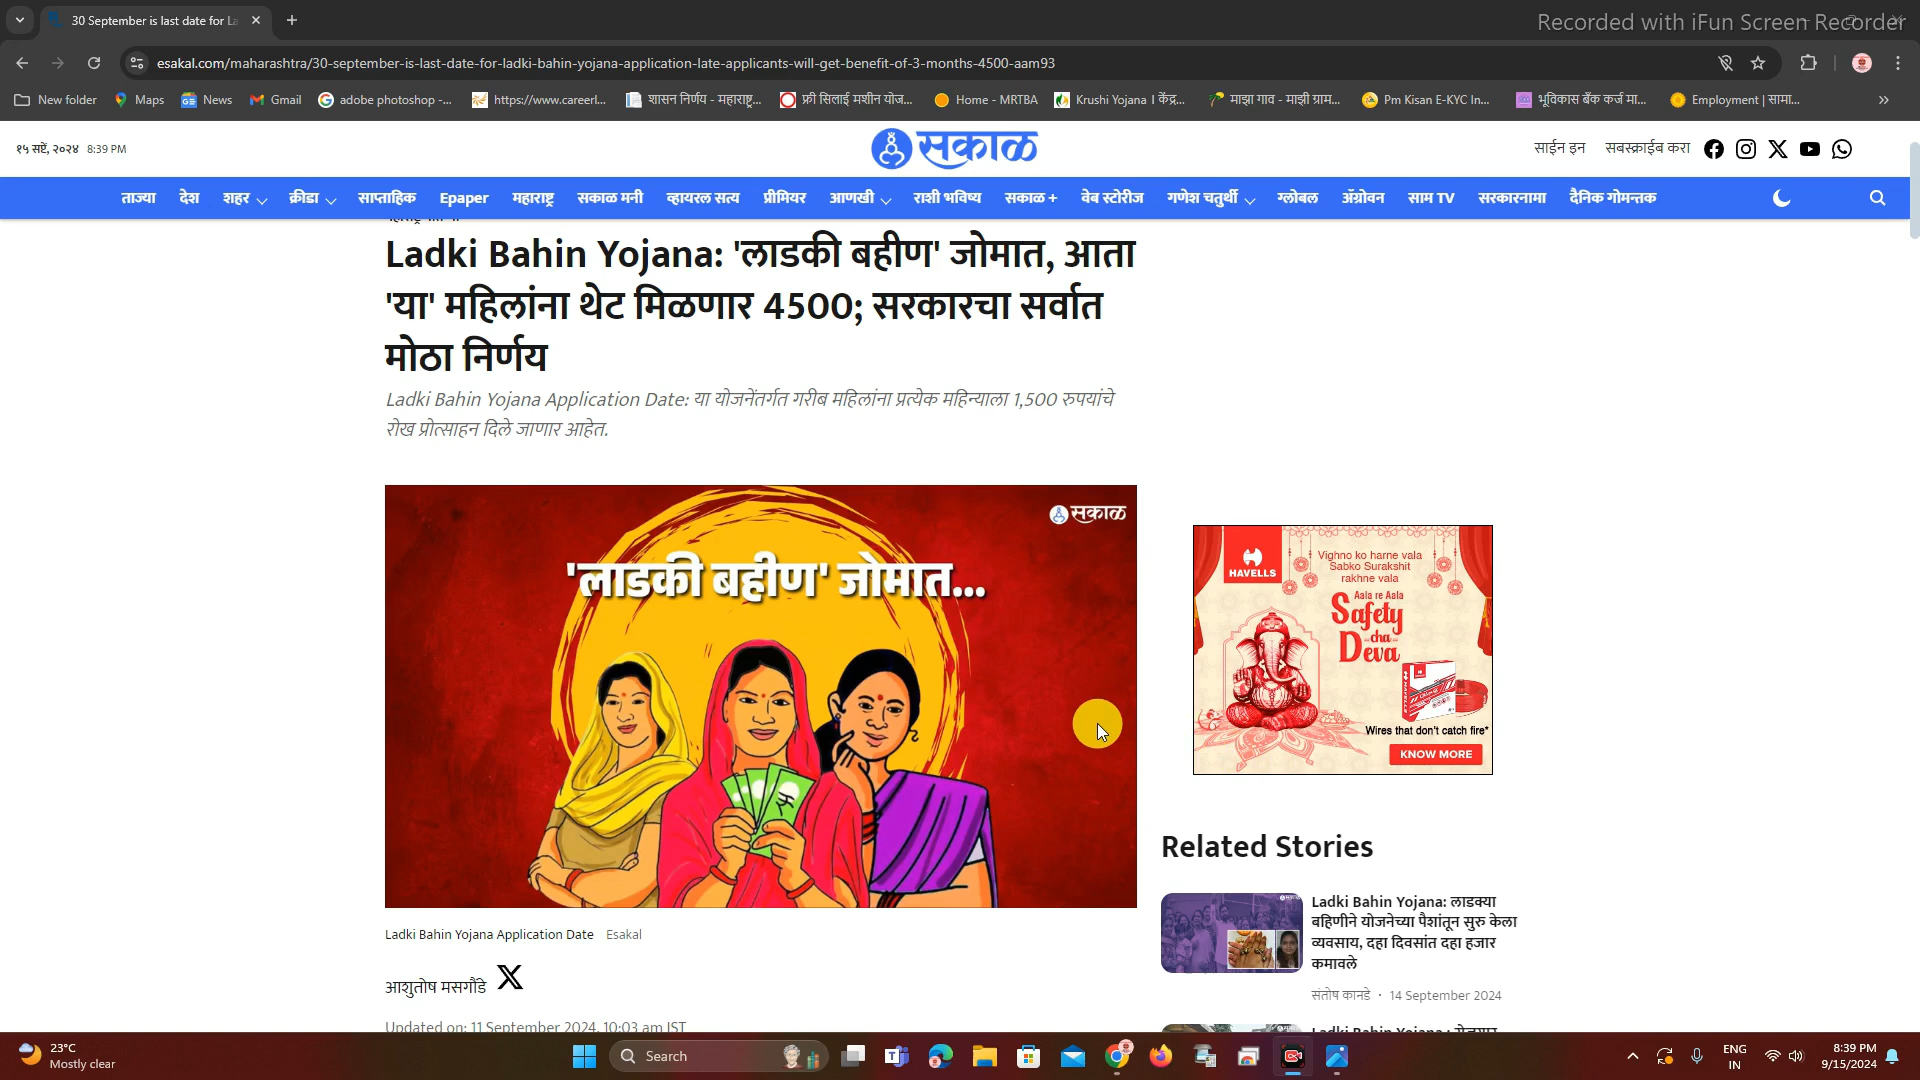 30 September is last date for La
Recorded with iFun Screen Recorder
esakal.com/maharashtra/30-september-is-last-date-for-ladki-bahin-yojana-application-late-applicants-will-get-benefit-of-3-months-4500-aam93
New folder Maps News Gmail adobe photoshop -... https://www.careerl... शासन निर्णय - महाराष्ट्र... फ्री सिलाई मशीन योज... Home - MRTBA Krushi Yojana । केंद्र... माझा गाव - माझी ग्राम... Pm Kisan E-KYC In... भूविकास बँक कर्ज मा... Employment | सामा...
१५ सप्टें, २०२४ 8:39 PM
सकाळ
साईन इन सबस्क्राईब करा
ताज्या देश शहर क्रीडा साप्ताहिक Epaper महाराष्ट्र सकाळ मनी व्हायरल सत्य प्रीमियर आणखी राशी भविष्य सकाळ + वेब स्टोरीज गणेश चतुर्थी ग्लोबल ॲग्रोवन साम TV सरकारनामा दैनिक गोमन्तक
Ladki Bahin Yojana: 'लाडकी बहीण' जोमात, आता
'या' महिलांना थेट मिळणार 4500; सरकारचा सर्वात
मोठा निर्णय
Ladki Bahin Yojana Application Date: या योजनेंतर्गत गरीब महिलांना प्रत्येक महिन्याला 1,500 रुपयांचे
रोख प्रोत्साहन दिले जाणार आहेत.
सकाळ
'लाडकी बहीण' जोमात...
HAVELLS
Vighno ko harne vala
Sabko Surakshit
rakhne vala
Aala re Aala
Safety
cha
Deva
Wires that don't catch fire*
KNOW MORE
Related Stories
Ladki Bahin Yojana: लाडक्या
बहिणीने योजनेच्या पैशांतून सुरु केला
व्यवसाय, दहा दिवसांत दहा हजार
कमावले
संतोष कानडे · 14 September 2024
Ladki Bahin Yojana Application Date Esakal
आशुतोष मसगौंडे
Updated on: 11 September 2024, 10:03 am IST
Ladki Bahin Yojana :
23°C
Mostly clear
Search
ENG
IN
8:39 PM
9/15/2024